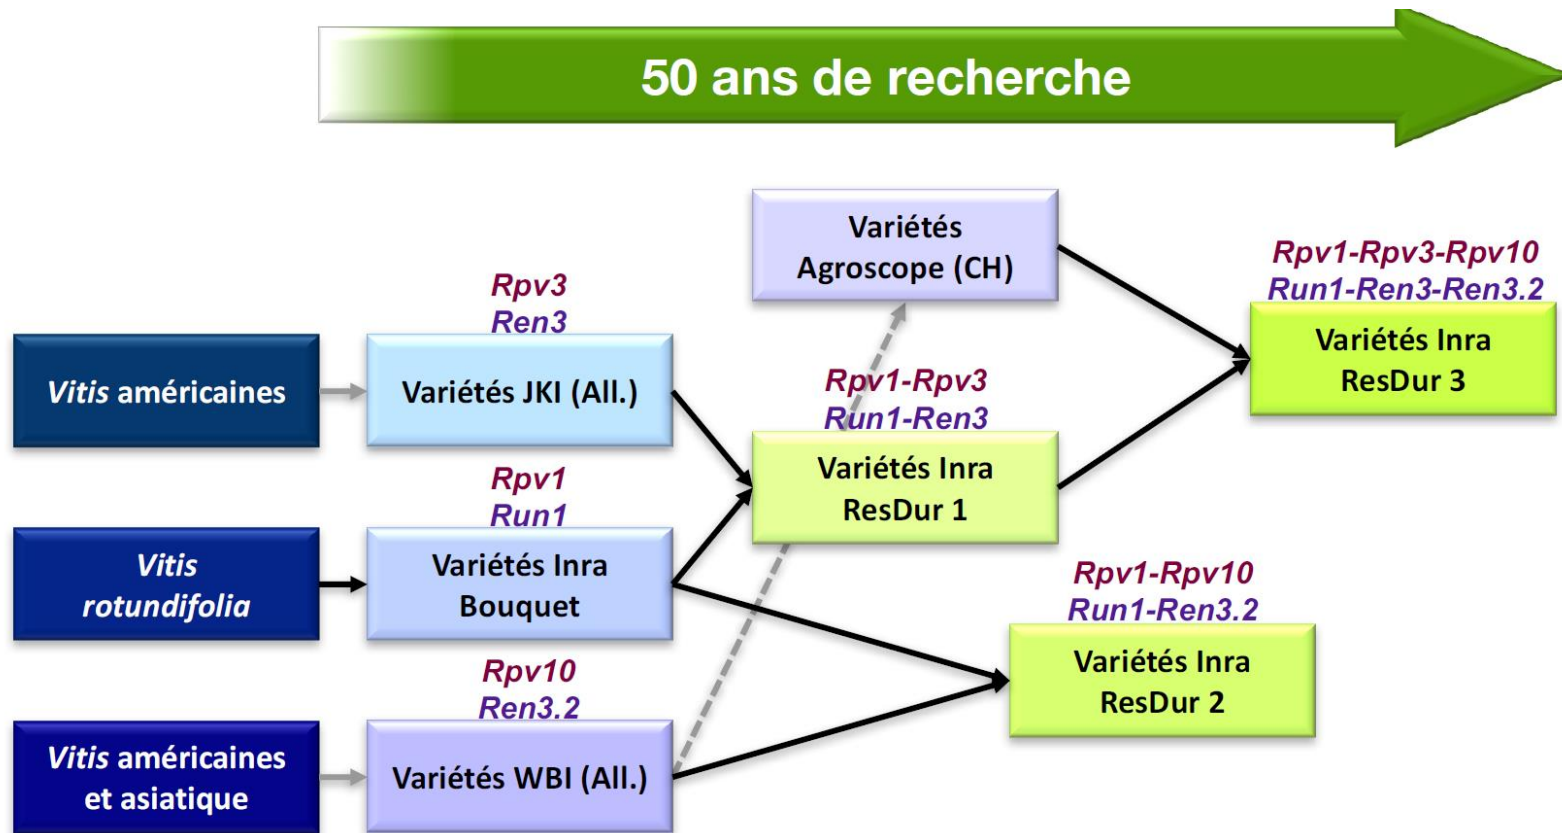 50 ans de recherche
Variétés
Agroscope (CH)
Rpv1-Rpv3-Rpv10
Run1-Ren3-Ren3.2
Variétés Inra
ResDur 3
Rpv3
Ren3
Vitis américaines
Variétés JKI (All.)
Rpv1-Rpv3
Run1-Ren3
Variétés Inra
ResDur 1
Rpv1
Run1
Vitis
rotundifolia
Variétés Inra
Bouquet
Rpv1-Rpv10
Run1-Ren3.2
Variétés Inra
ResDur 2
Rpv10
Ren3.2
Vitis américaines
et asiatique
Variétés WBI (All.)